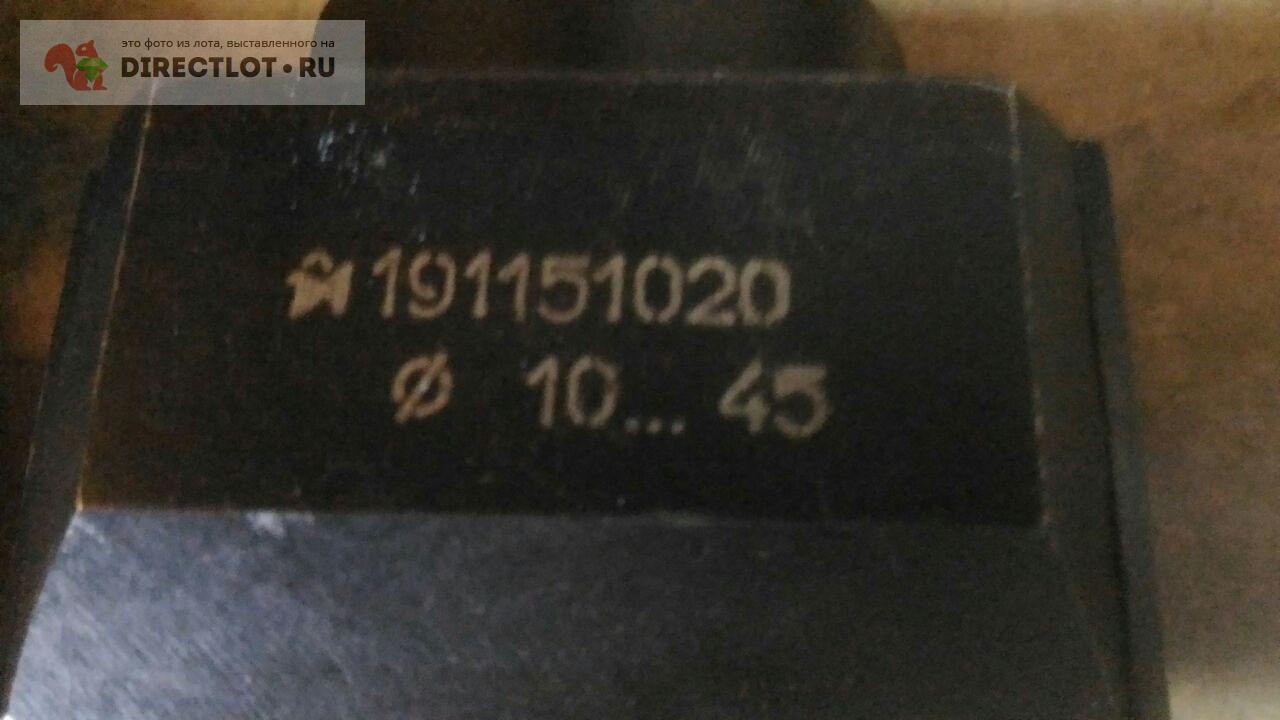 это фото из лота, выставленного на
DIRECTLOT•RU
191151020
Ø 10... 45